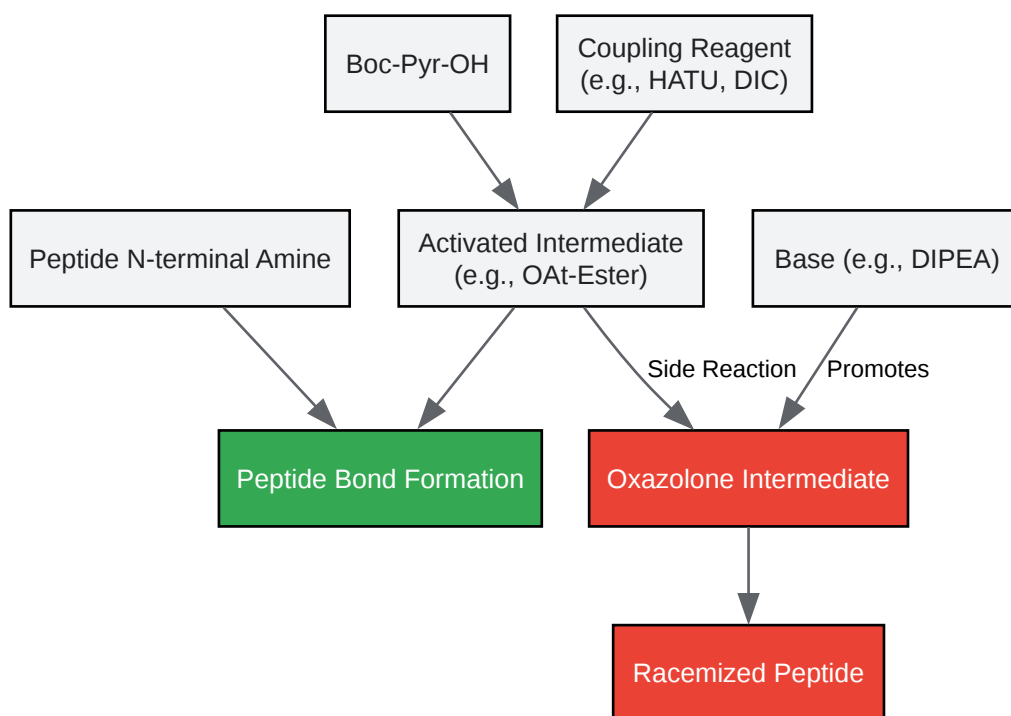 Boc-Pyr-OH
Coupling Reagent
(e.g., HATU, DIC)
Peptide N-terminal Amine
Activated Intermediate
(e.g., OAt-Ester)
Base (e.g., DIPEA)
Side Reaction
Promotes
Peptide Bond Formation
Oxazolone Intermediate
Racemized Peptide